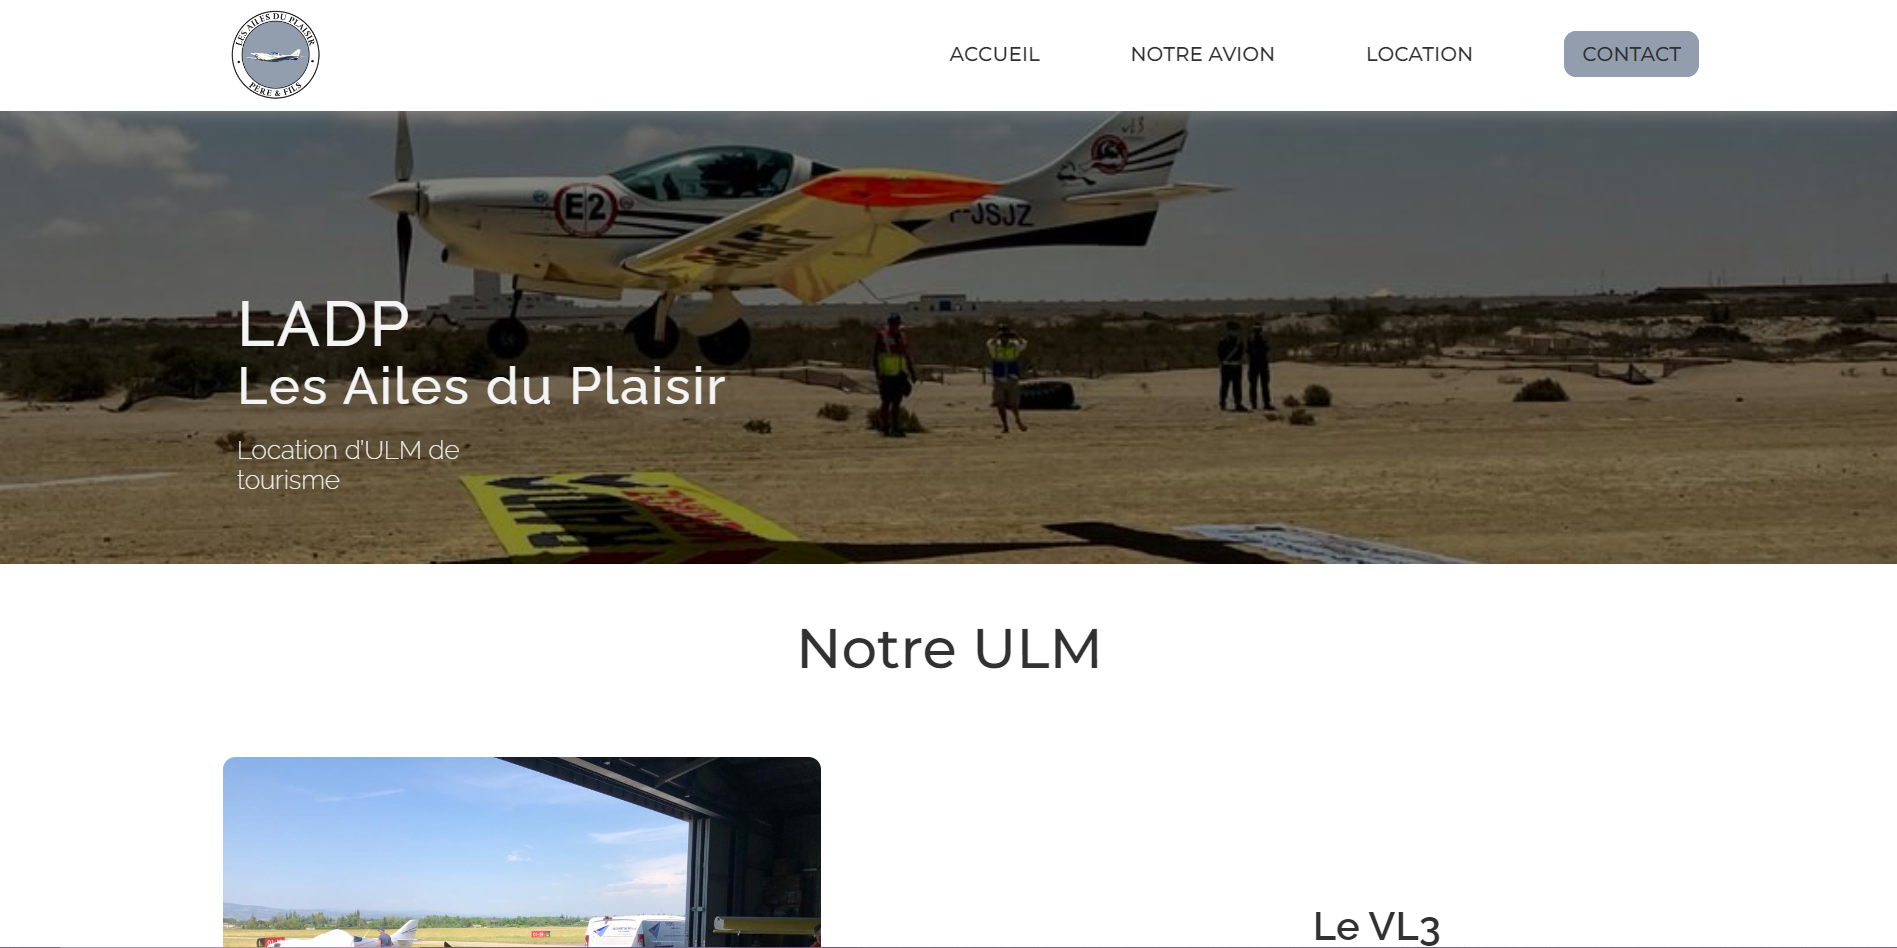 LES AILES DU PLAISIR
PÈRE & FILS
ACCUEIL
NOTRE AVION
LOCATION
CONTACT
VL3
E2
F-JSJZ
LADP
Les Ailes du Plaisir
Location d'ULM de
tourisme
Notre ULM
Le VL3